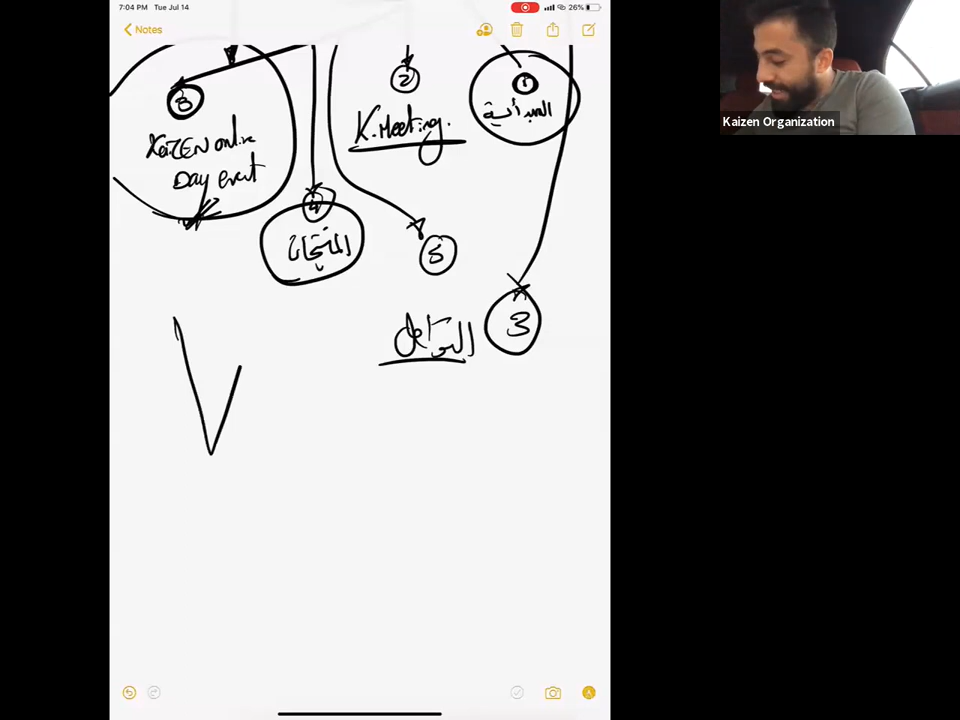 7:04 PM Tue Jul 14
26%
Notes
8
KaiZEN online
Day event
2
K. Meeting.
1
المبدأية
4
المنتجات
5
3
التواصل
Kaizen Organization